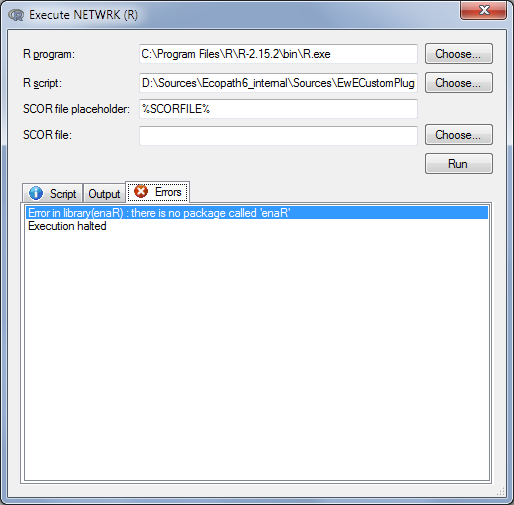 Execute NETWRK (R)
R program: C:\Program Files\R\R-2.15.2\bin\R.exe Choose...
R script: D:\Sources\Ecopath6_internal\Sources\EwECustomPlug Choose...
SCOR file placeholder: %SCORFILE%
SCOR file: Choose...
Run
Script Output Errors
Error in library(enaR) : there is no package called 'enaR'
Execution halted